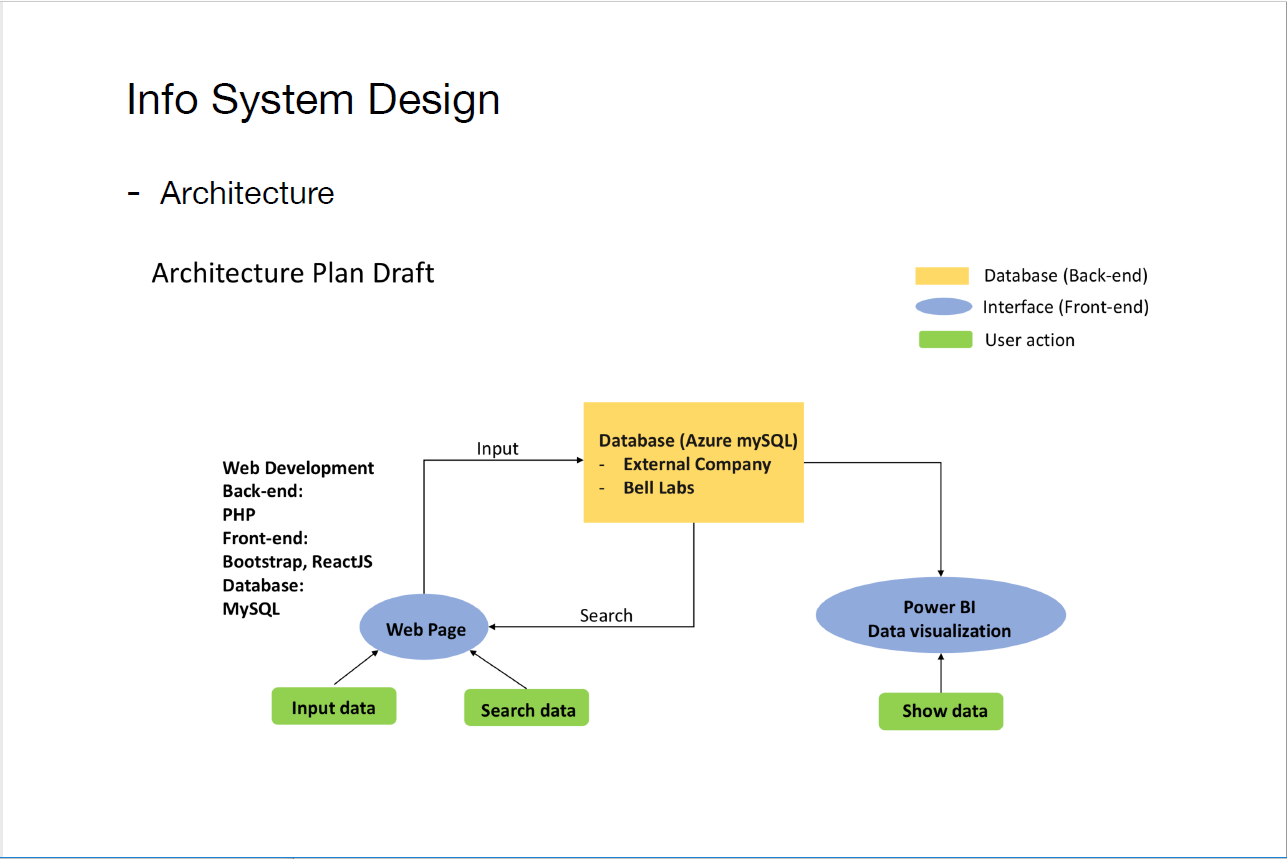 Info System Design
- Architecture
Architecture Plan Draft
Database (Back-end)
Interface (Front-end)
User action
Input
Database (Azure mySQL)
- External Company
- Bell Labs
Web Development
Back-end:
PHP
Front-end:
Bootstrap, ReactJS
Database:
MySQL
Search
Web Page
Power BI
Data visualization
Input data
Search data
Show data